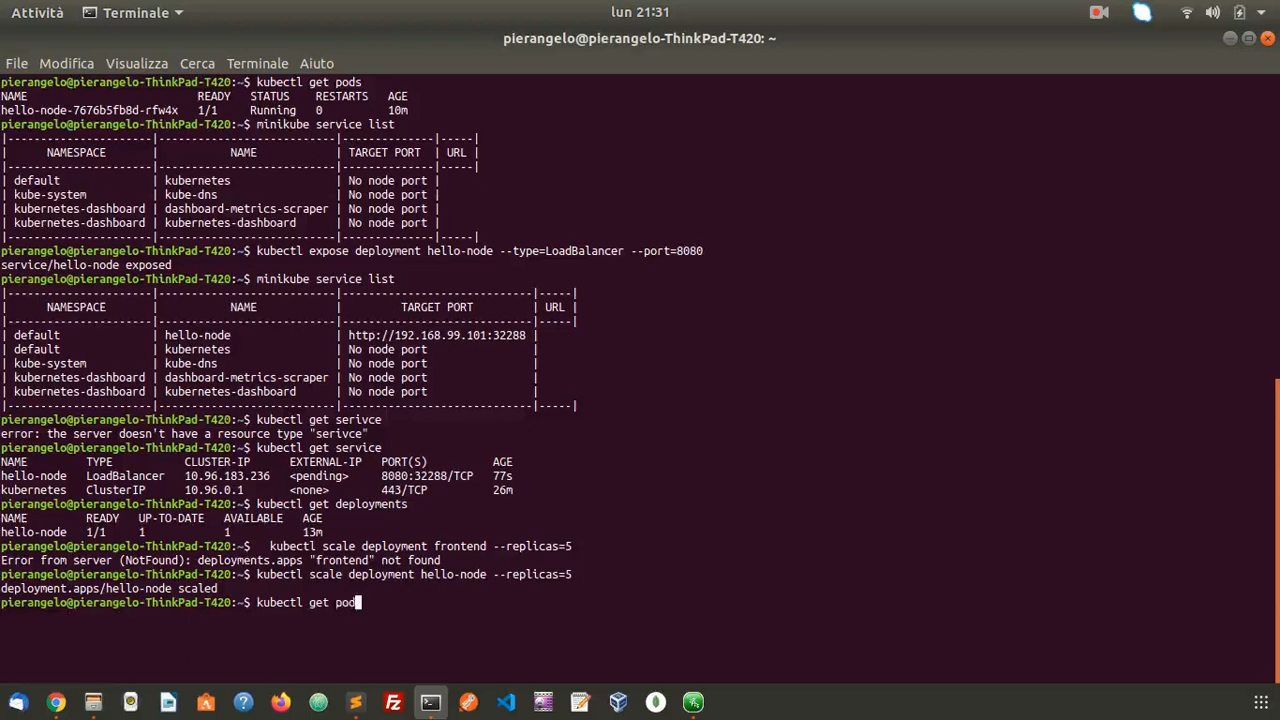 Attività
Terminale
lun 21:31
pierangelo@pierangelo-ThinkPad-T420: ~
File Modifica Visualizza Cerca Terminale Aiuto
pierangelo@pierangelo-ThinkPad-T420:~$ kubectl get pods
NAME READY STATUS RESTARTS AGE
hello-node-7676b5fb8d-rfw4x 1/1 Running 0 10m
pierangelo@pierangelo-ThinkPad-T420:~$ minikube service list
|----------------------|---------------------------|--------------|-----|
| NAMESPACE | NAME | TARGET PORT | URL |
|----------------------|---------------------------|--------------|-----|
| default | kubernetes | No node port |
| kube-system | kube-dns | No node port |
| kubernetes-dashboard | dashboard-metrics-scraper | No node port |
| kubernetes-dashboard | kubernetes-dashboard | No node port |
|----------------------|---------------------------|--------------|-----|
pierangelo@pierangelo-ThinkPad-T420:~$ kubectl expose deployment hello-node --type=LoadBalancer --port=8080
service/hello-node exposed
pierangelo@pierangelo-ThinkPad-T420:~$ minikube service list
|----------------------|---------------------------|-----------------------------|-----|
| NAMESPACE | NAME | TARGET PORT | URL |
|----------------------|---------------------------|-----------------------------|-----|
| default | hello-node | http://192.168.99.101:32288 |
| default | kubernetes | No node port |
| kube-system | kube-dns | No node port |
| kubernetes-dashboard | dashboard-metrics-scraper | No node port |
| kubernetes-dashboard | kubernetes-dashboard | No node port |
|----------------------|---------------------------|-----------------------------|-----|
pierangelo@pierangelo-ThinkPad-T420:~$ kubectl get serivce
error: the server doesn't have a resource type "serivce"
pierangelo@pierangelo-ThinkPad-T420:~$ kubectl get service
NAME TYPE CLUSTER-IP EXTERNAL-IP PORT(S) AGE
hello-node LoadBalancer 10.96.183.236 <pending> 8080:32288/TCP 77s
kubernetes ClusterIP 10.96.0.1 <none> 443/TCP 26m
pierangelo@pierangelo-ThinkPad-T420:~$ kubectl get deployments
NAME READY UP-TO-DATE AVAILABLE AGE
hello-node 1/1 1 1 13m
pierangelo@pierangelo-ThinkPad-T420:~$ kubectl scale deployment frontend --replicas=5
Error from server (NotFound): deployments.apps "frontend" not found
pierangelo@pierangelo-ThinkPad-T420:~$ kubectl scale deployment hello-node --replicas=5
deployment.apps/hello-node scaled
pierangelo@pierangelo-ThinkPad-T420:~$ kubectl get pod